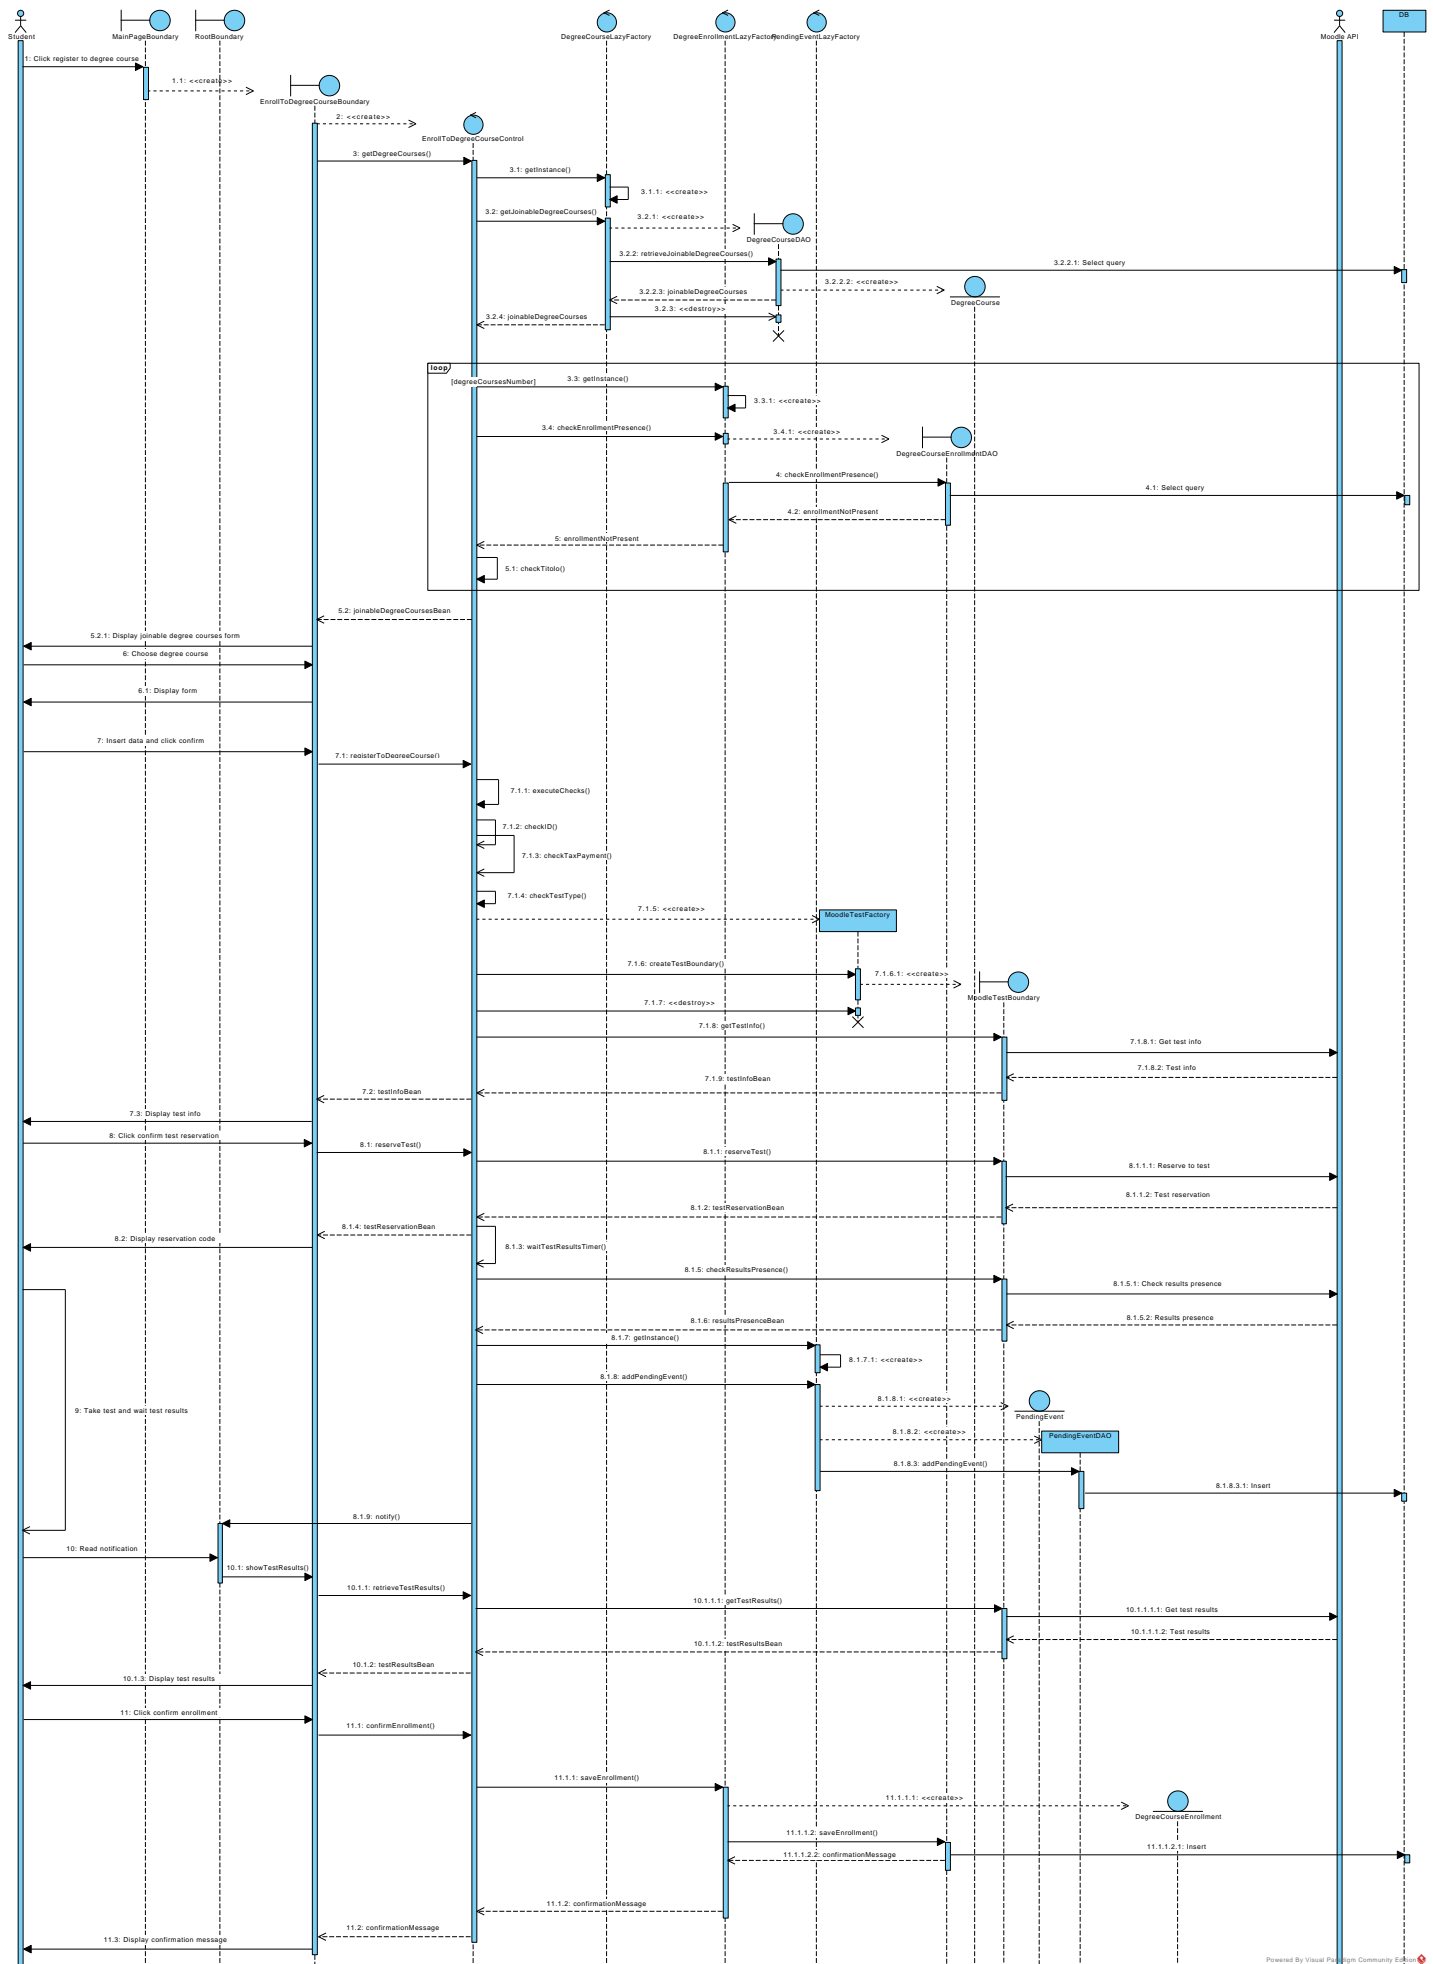 DB
Student
MainPageBoundary
RootBoundary
DegreeCourseLazyFactory
DegreeEnrollmentLazyFactory
PendingEventLazyFactory
Moodle API
1: Click register to degree course
1.1: <<create>>
EnrollToDegreeCourseBoundary
2: <<create>>
EnrollToDegreeCourseControl
3: getDegreeCourses()
3.1: getInstance()
3.1.1: <<create>>
3.2: getJoinableDegreeCourses()
3.2.1: <<create>>
DegreeCourseDAO
3.2.2: retrieveJoinableDegreeCourses()
3.2.2.1: Select query
3.2.2.2: <<create>>
3.2.2.3: joinableDegreeCourses
DegreeCourse
3.2.3: <<destroy>>
3.2.4: joinableDegreeCourses
loop
[degreeCoursesNumber]
3.3: getInstance()
3.3.1: <<create>>
3.4: checkEnrollmentPresence()
3.4.1: <<create>>
DegreeCourseEnrollmentDAO
4: checkEnrollmentPresence()
4.1: Select query
4.2: enrollmentNotPresent
5: enrollmentNotPresent
5.1: checkTitolo()
5.2: joinableDegreeCoursesBean
5.2.1: Display joinable degree courses form
6: Choose degree course
6.1: Display form
7: Insert data and click confirm
7.1: registerToDegreeCourse()
7.1.1: executeChecks()
7.1.2: checkID()
7.1.3: checkTaxPayment()
7.1.4: checkTestType()
7.1.5: <<create>>
MoodleTestFactory
7.1.6: createTestBoundary()
7.1.6.1: <<create>>
MoodleTestBoundary
7.1.7: <<destroy>>
7.1.8: getTestInfo()
7.1.8.1: Get test info
7.1.8.2: Test info
7.1.9: testInfoBean
7.2: testInfoBean
7.3: Display test info
8: Click confirm test reservation
8.1: reserveTest()
8.1.1: reserveTest()
8.1.1.1: Reserve to test
8.1.1.2: Test reservation
8.1.2: testReservationBean
8.1.4: testReservationBean
8.2: Display reservation code
8.1.3: waitTestResultsTimer()
8.1.5: checkResultsPresence()
8.1.5.1: Check results presence
8.1.5.2: Results presence
8.1.6: resultsPresenceBean
8.1.7: getInstance()
8.1.7.1: <<create>>
8.1.8: addPendingEvent()
8.1.8.1: <<create>>
9: Take test and wait test results
PendingEvent
8.1.8.2: <<create>>
PendingEventDAO
8.1.8.3: addPendingEvent()
8.1.8.3.1: Insert
8.1.9: notify()
10: Read notification
10.1: showTestResults()
10.1.1: retrieveTestResults()
10.1.1.1: getTestResults()
10.1.1.1.1: Get test results
10.1.1.1.2: Test results
10.1.1.2: testResultsBean
10.1.2: testResultsBean
10.1.3: Display test results
11: Click confirm enrollment
11.1: confirmEnrollment()
11.1.1: saveEnrollment()
11.1.1.1: <<create>>
DegreeCourseEnrollment
11.1.1.2: saveEnrollment()
11.1.1.2.1: Insert
11.1.1.2.2: confirmationMessage
11.1.2: confirmationMessage
11.2: confirmationMessage
11.3: Display confirmation message
Powered By Visual Paradigm Community Edition